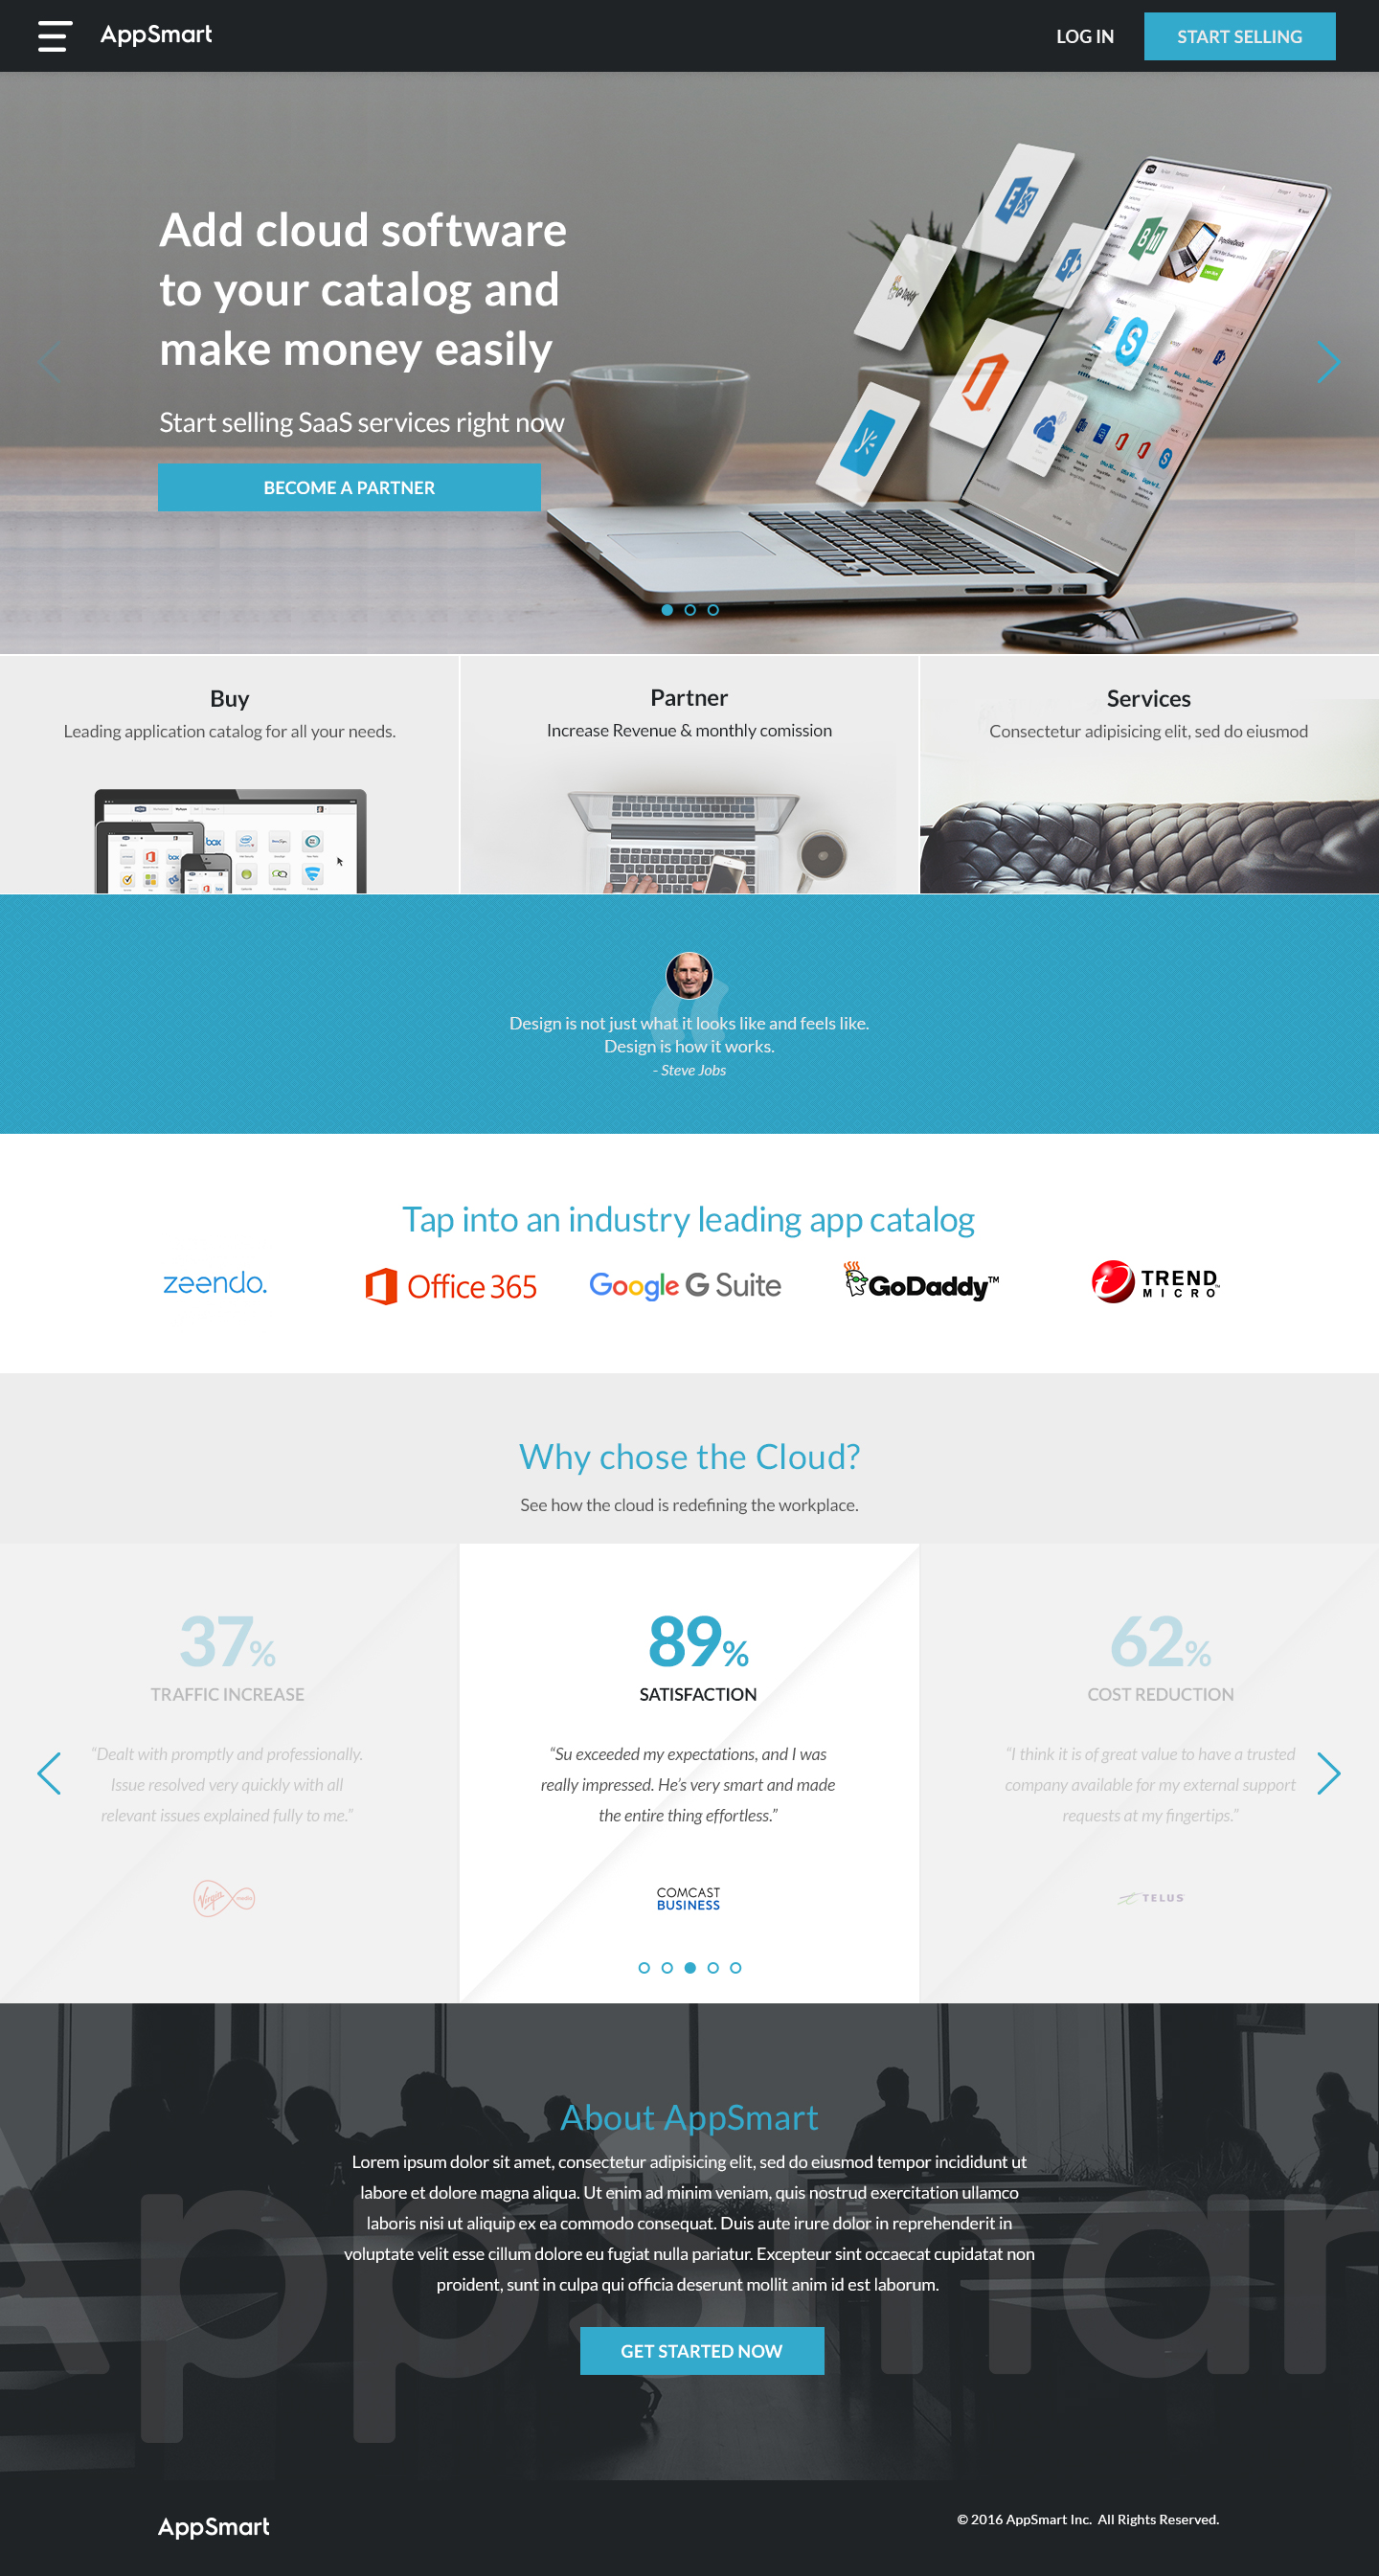 AppSmart
LOG IN
START SELLING
Add cloud software
to your catalog and
make money easily
Start selling SaaS services right now
BECOME A PARTNER
Buy
Leading application catalog for all your needs.
Partner
Increase Revenue & monthly comission
Services
Consectetur adipisicing elit, sed do eiusmod
Design is not just what it looks like and feels like.
Design is how it works.
- Steve Jobs
Tap into an industry leading app catalog
zeendo.
Office 365
Google G Suite
GoDaddy™
TREND
MICRO
Why chose the Cloud?
See how the cloud is redefining the workplace.
37%
TRAFFIC INCREASE
“Dealt with promptly and professionally.
Issue resolved very quickly with all
relevant issues explained fully to me.”
Virgin media
89%
SATISFACTION
“Su exceeded my expectations, and I was
really impressed. He’s very smart and made
the entire thing effortless.”
COMCAST
BUSINESS
62%
COST REDUCTION
“I think it is of great value to have a trusted
company available for my external support
requests at my fingertips.”
TELUS
About AppSmart
Lorem ipsum dolor sit amet, consectetur adipisicing elit, sed do eiusmod tempor incididunt ut
labore et dolore magna aliqua. Ut enim ad minim veniam, quis nostrud exercitation ullamco
laboris nisi ut aliquip ex ea commodo consequat. Duis aute irure dolor in reprehenderit in
voluptate velit esse cillum dolore eu fugiat nulla pariatur. Excepteur sint occaecat cupidatat non
proident, sunt in culpa qui officia deserunt mollit anim id est laborum.
GET STARTED NOW
AppSmart
© 2016 AppSmart Inc. All Rights Reserved.